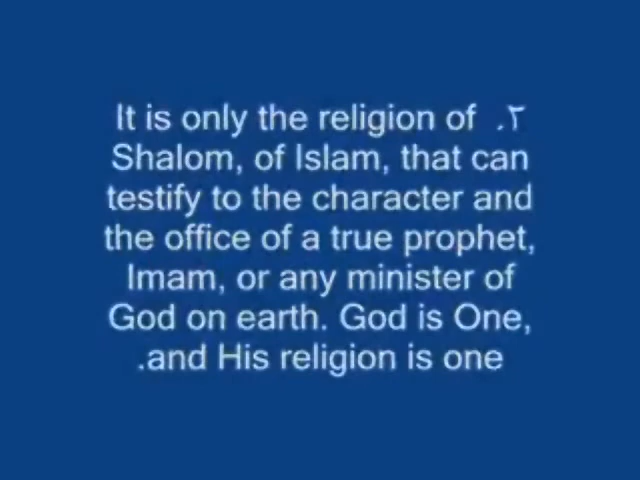 It is only the religion of .٢
Shalom, of Islam, that can
testify to the character and
the office of a true prophet,
Imam, or any minister of
God on earth. God is One,
.and His religion is one